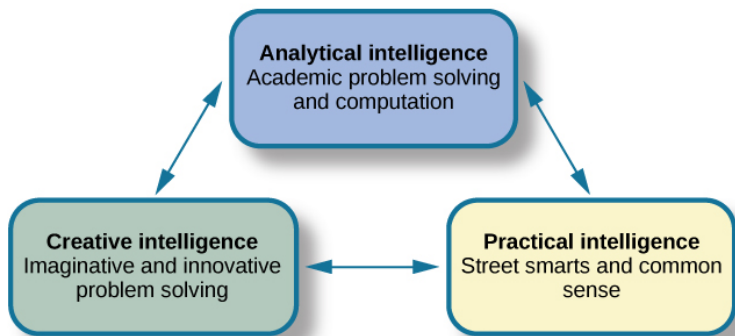 Analytical intelligence
Academic problem solving
and computation
Creative intelligence
Imaginative and innovative
problem solving
Practical intelligence
Street smarts and common
sense